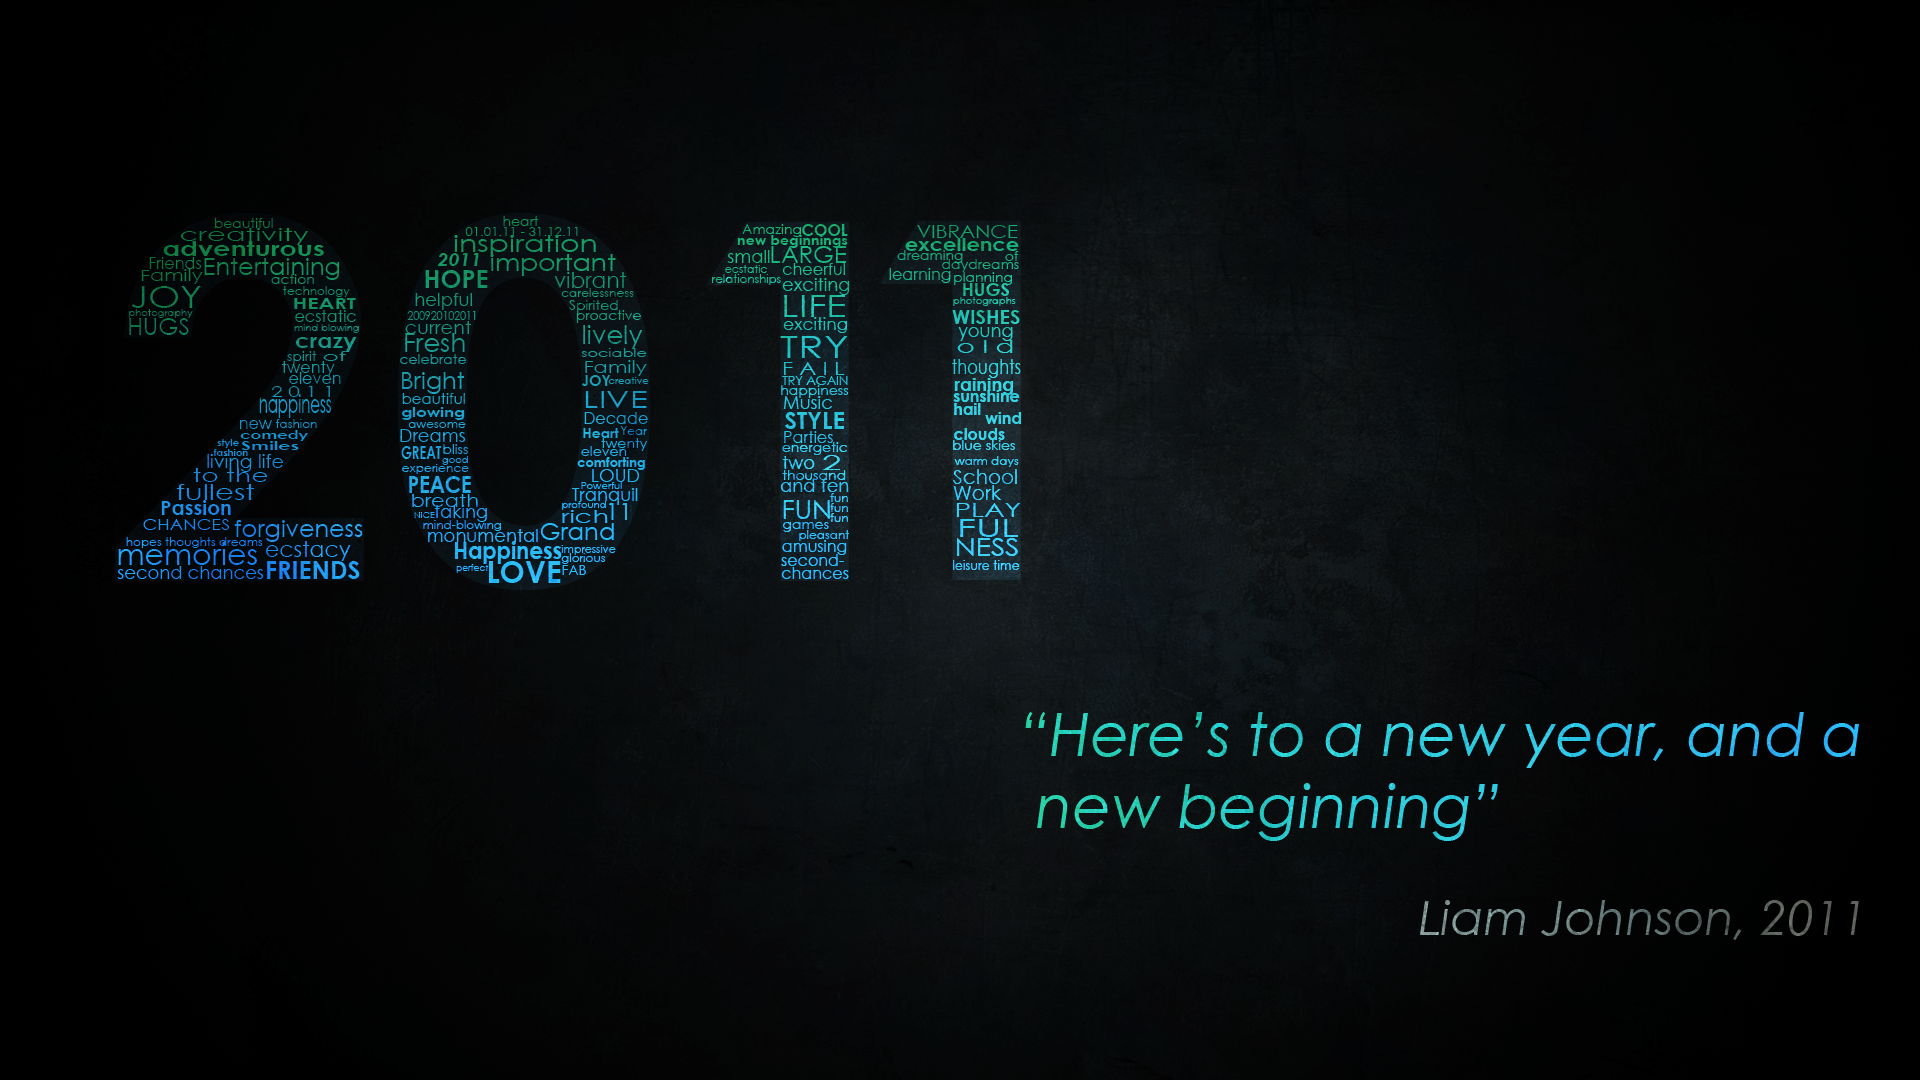 beautiful
creativity
adventurous
Friends Entertaining
Family action
JOY technology
photography HEART
HUGS ecstatic
mind blowing
crazy
spirit of
twenty
eleven
2 0 1 1
happiness
new fashion
comedy
style Smiles
fashion
living life
to the
fullest
Passion
CHANCES forgiveness
hopes thoughts dreams
memories ecstacy
second chances FRIENDS
heart
01.01.11 - 31.12.11
inspiration
2011 important
HOPE vibrant
carelessness
helpful Spirited
200920102011 proactive
current
Fresh lively
celebrate sociable
Family
Bright JOY creative
beautiful LIVE
glowing
awesome Decade
Dreams Heart Year
GREAT bliss twenty
good eleven
experience comforting
PEACE LOUD
Powerful
breath Tranquil
NICE Taking profound
mind-blowing rich 11
monumental Grand
Happiness impressive
glorious
perfect LOVE FAB
Amazing COOL
new beginnings
small LARGE
ecstatic cheerful
relationships
exciting
LIFE
exciting
TRY
FAIL
TRY AGAIN
happiness
Music
STYLE
Parties
energetic
two 2
thousand
and ten
FUN fun
fun
fun
games
pleasant
amusing
second-
chances
VIBRANCE
excellence
dreaming of
daydreams
learning planning
HUGS
photographs
WISHES
young
old
thoughts
raining
sunshine
hail
wind
clouds
blue skies
warm days
School
Work
PLAY
FUL
NESS
leisure time
“Here’s to a new year, and a
new beginning”
Liam Johnson, 2011